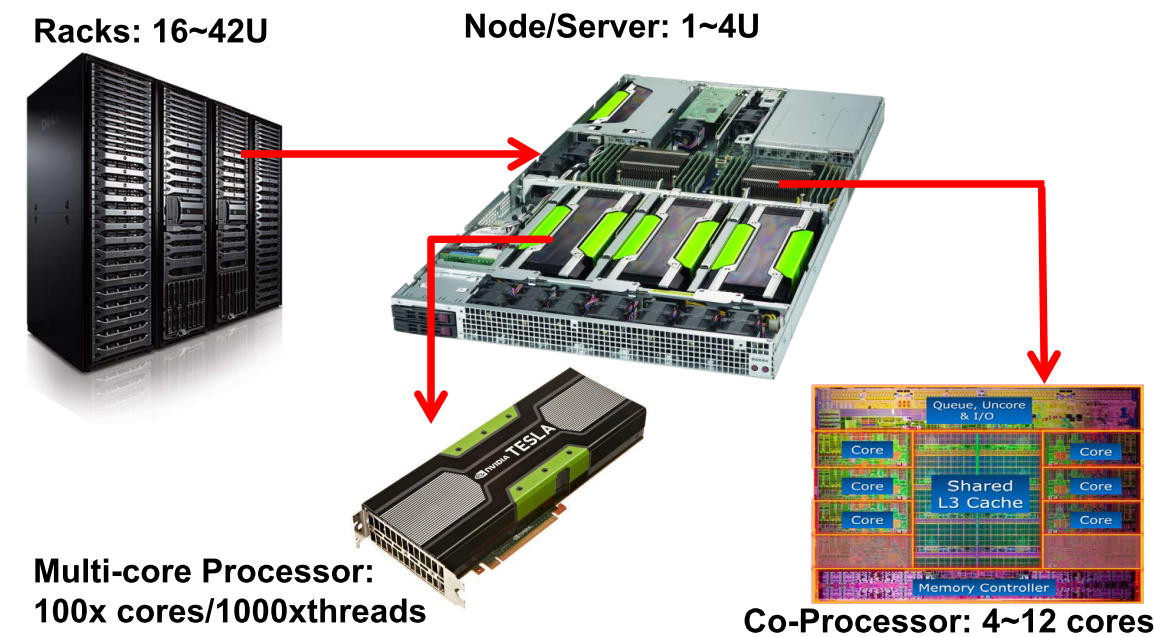 Racks: 16~42U
Node/Server: 1~4U
NVIDIA TESLA
Queue, Uncore
& I/O
Core
Core
Core
Core
Core
Core
Shared
L3 Cache
Memory Controller
Multi-core Processor:
100x cores/1000xthreads
Co-Processor: 4~12 cores